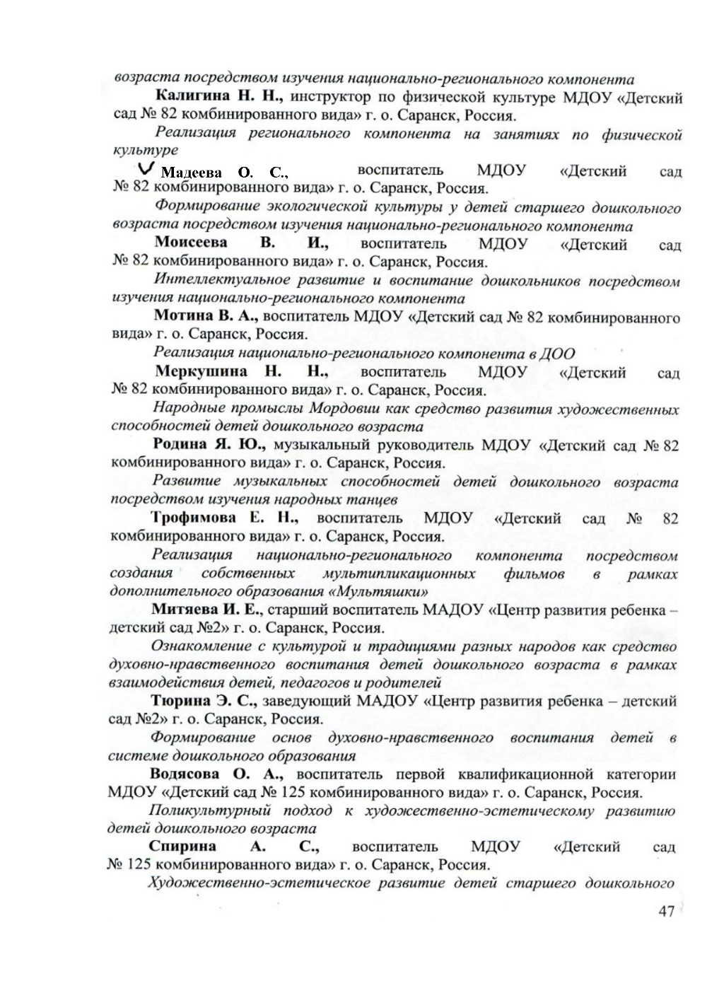 возраста посредством изучения национально-регионального компонента
Калигина Н. Н., инструктор по физической культуре МДОУ «Детский
сад № 82 комбинированного вида» г. о. Саранск, Россия.
Реализация регионального компонента на занятиях по физической
культуре
Мадеева О. С., воспитатель МДОУ «Детский сад
№ 82 комбинированного вида» г. о. Саранск, Россия.
Формирование экологической культуры у детей старшего дошкольного
возраста посредством изучения национально-регионального компонента
Моисеева В. И., воспитатель МДОУ «Детский сад
№ 82 комбинированного вида» г. о. Саранск, Россия.
Интеллектуальное развитие и воспитание дошкольников посредством
изучения национально-регионального компонента
Мотина В. А., воспитатель МДОУ «Детский сад № 82 комбинированного
вида» г. о. Саранск, Россия.
Реализация национально-регионального компонента в ДОО
Меркушина Н. Н., воспитатель МДОУ «Детский сад
№ 82 комбинированного вида» г. о. Саранск, Россия.
Народные промыслы Мордовии как средство развития художественных
способностей детей дошкольного возраста
Родина Я. Ю., музыкальный руководитель МДОУ «Детский сад № 82
комбинированного вида» г. о. Саранск, Россия.
Развитие музыкальных способностей детей дошкольного возраста
посредством изучения народных танцев
Трофимова Е. Н., воспитатель МДОУ «Детский сад № 82
комбинированного вида» г. о. Саранск, Россия.
Реализация национально-регионального компонента посредством
создания собственных мультипликационных фильмов в рамках
дополнительного образования «Мультяшки»
Митяева И. Е., старший воспитатель МАДОУ «Центр развития ребенка –
детский сад №2» г. о. Саранск, Россия.
Ознакомление с культурой и традициями разных народов как средство
духовно-нравственного воспитания детей дошкольного возраста в рамках
взаимодействия детей, педагогов и родителей
Тюрина Э. С., заведующий МАДОУ «Центр развития ребенка – детский
сад №2» г. о. Саранск, Россия.
Формирование основ духовно-нравственного воспитания детей в
системе дошкольного образования
Водясова О. А., воспитатель первой квалификационной категории
МДОУ «Детский сад № 125 комбинированного вида» г. о. Саранск, Россия.
Поликультурный подход к художественно-эстетическому развитию
детей дошкольного возраста
Спирина А. С., воспитатель МДОУ «Детский сад
№ 125 комбинированного вида» г. о. Саранск, Россия.
Художественно-эстетическое развитие детей старшего дошкольного
47